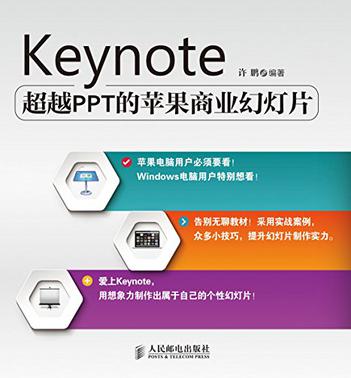 Keynote
许 鹏 编著
超越PPT的苹果商业幻灯片
苹果电脑用户必须要看!
Windows电脑用户特别想看!
告别无聊教材!采用实战案例,
众多小技巧,提升幻灯片制作实力。
爱上Keynote,
用想象力制作出属于自己的个性幻灯片!
人民邮电出版社
POSTS & TELECOM PRESS